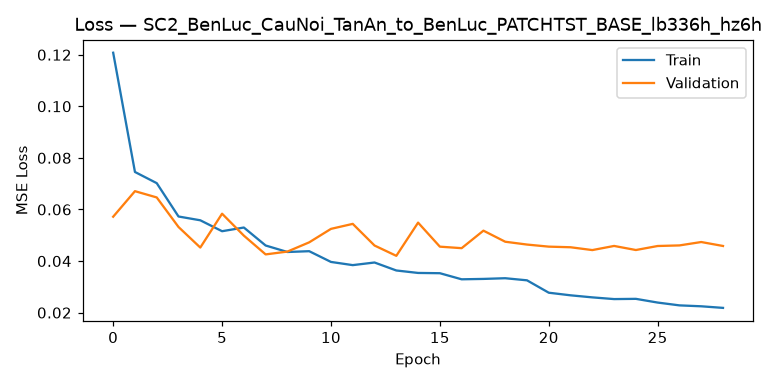 Loss — SC2_BenLuc_CauNoi_TanAn_to_BenLuc_PATCHTST_BASE_lb336h_hz6h
Train
Validation
MSE Loss
0.12
0.10
0.08
0.06
0.04
0.02
0 5 10 15 20 25
Epoch